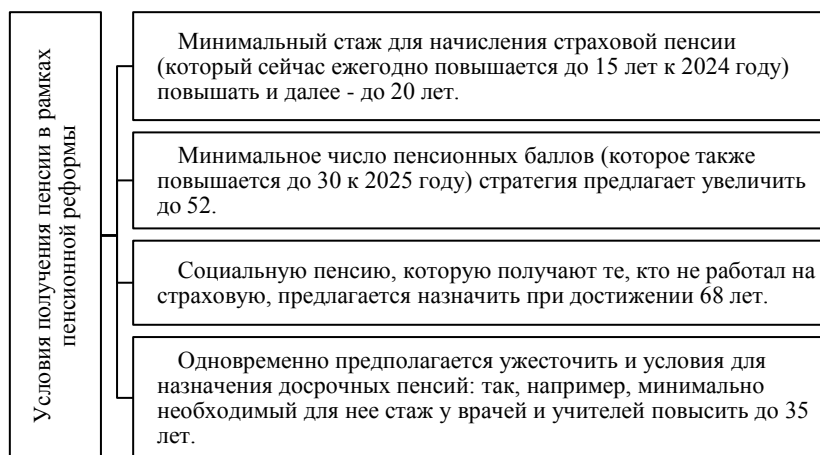 Условия получения пенсии в рамках
пенсионной реформы
Минимальный стаж для начисления страховой пенсии
(который сейчас ежегодно повышается до 15 лет к 2024 году)
повышать и далее - до 20 лет.
Минимальное число пенсионных баллов (которое также
повышается до 30 к 2025 году) стратегия предлагает увеличить
до 52.
Социальную пенсию, которую получают те, кто не работал на
страховую, предлагается назначить при достижении 68 лет.
Одновременно предполагается ужесточить и условия для
назначения досрочных пенсий: так, например, минимально
необходимый для нее стаж у врачей и учителей повысить до 35
лет.